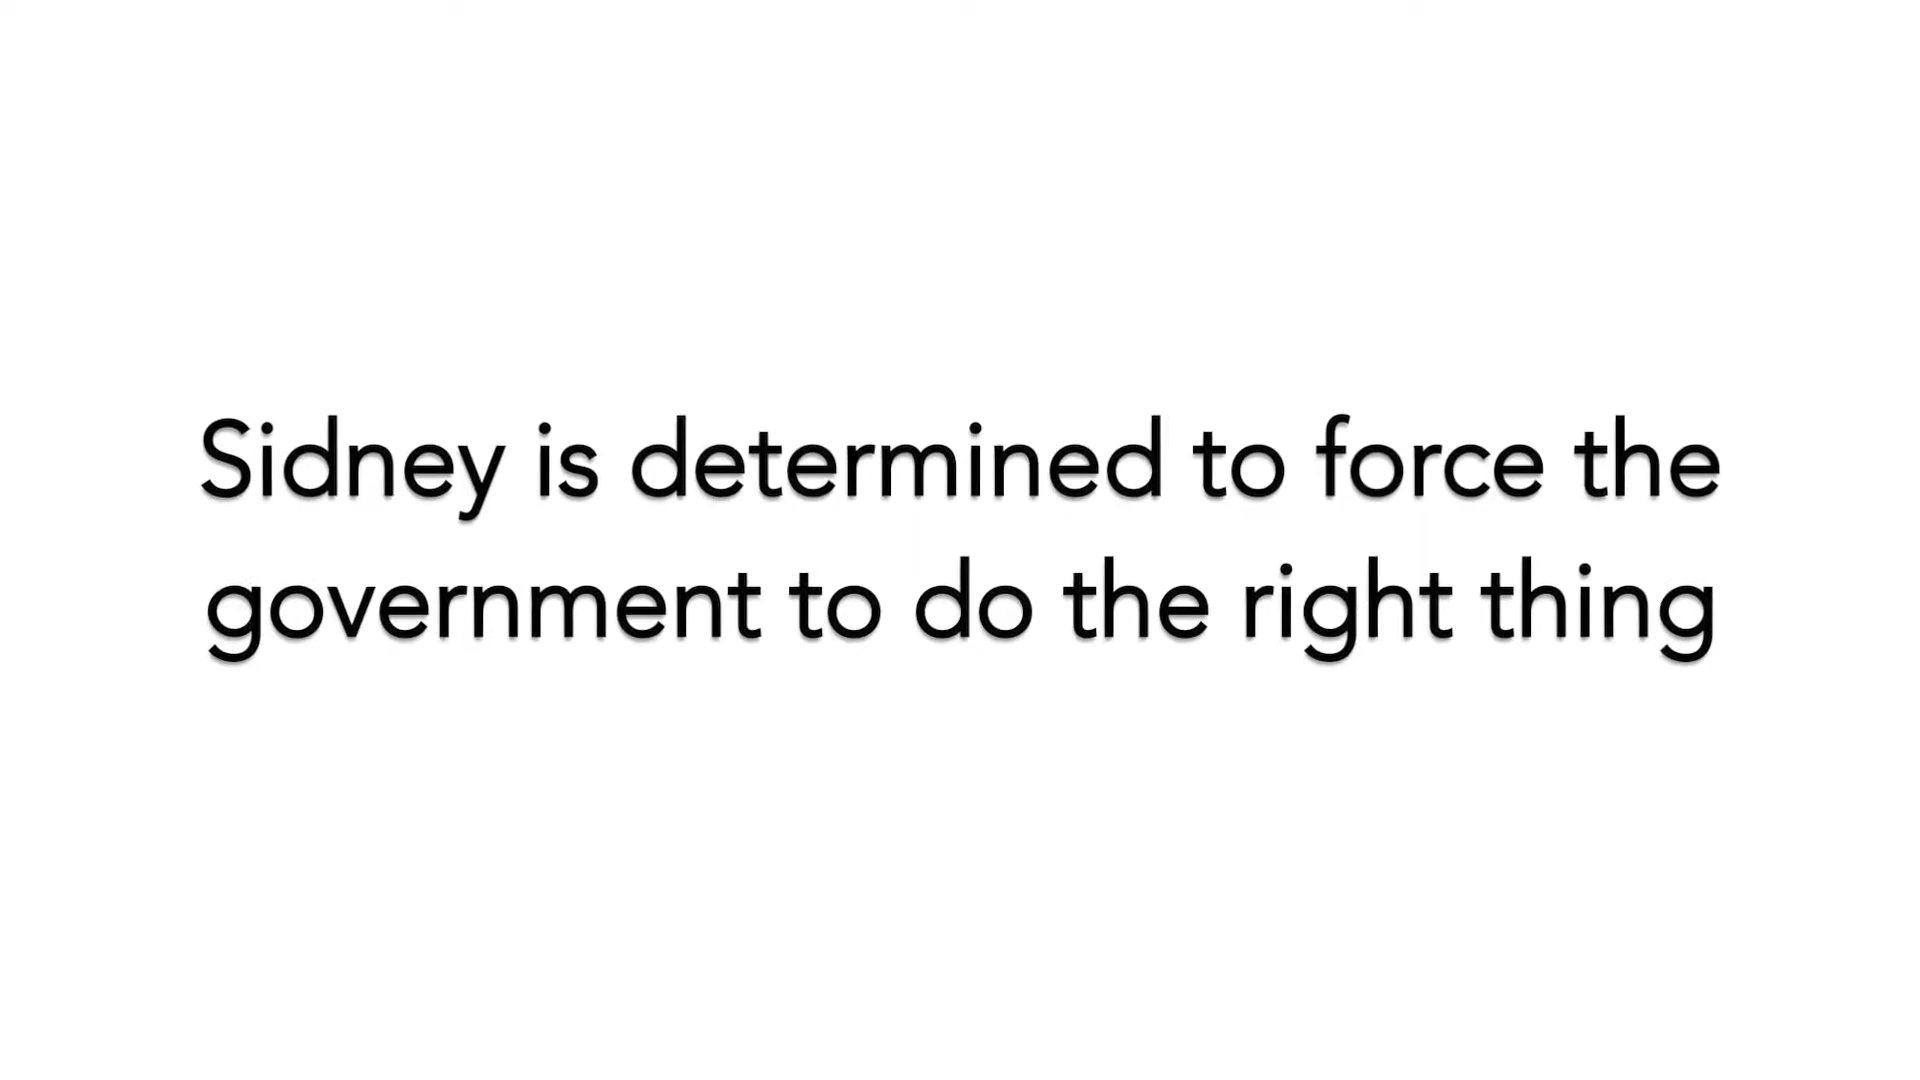 Sidney is determined to force the
government to do the right thing